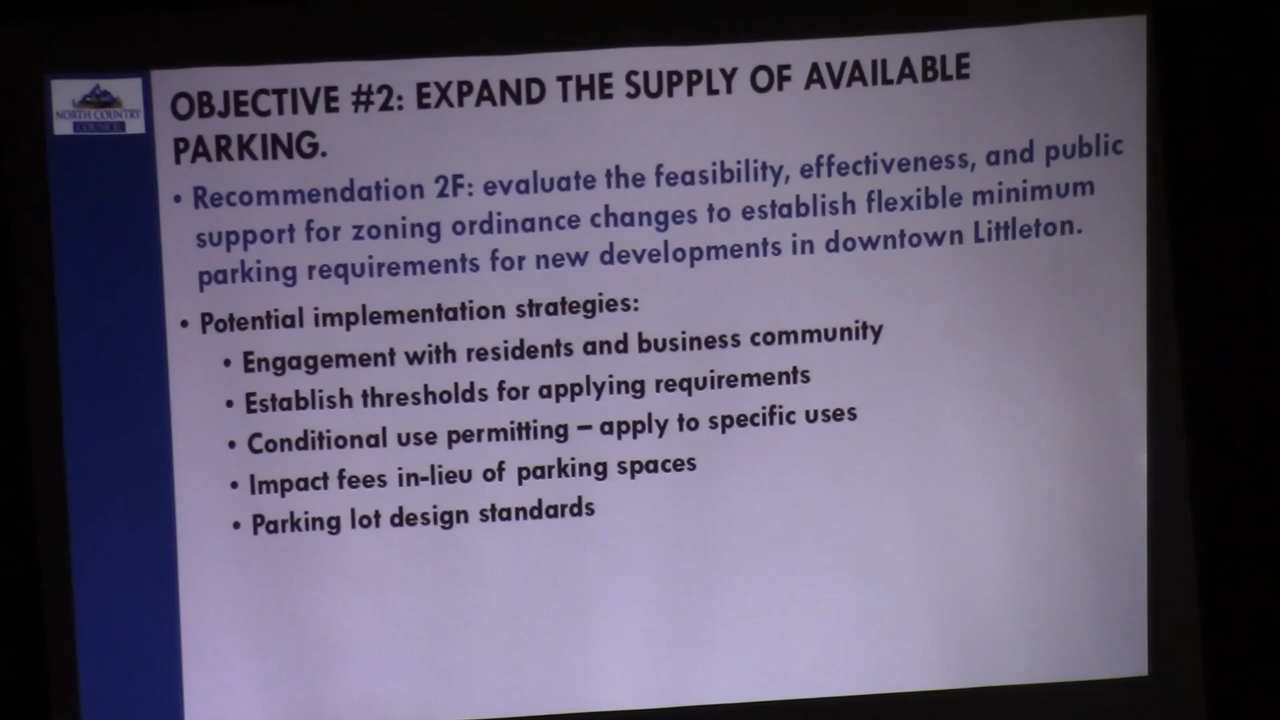 NORTH COUNTRY
COUNCIL
OBJECTIVE #2: EXPAND THE SUPPLY OF AVAILABLE
PARKING.
• Recommendation 2F: evaluate the feasibility, effectiveness, and public
support for zoning ordinance changes to establish flexible minimum
parking requirements for new developments in downtown Littleton.
• Potential implementation strategies:
• Engagement with residents and business community
• Establish thresholds for applying requirements
• Conditional use permitting – apply to specific uses
• Impact fees in-lieu of parking spaces
• Parking lot design standards